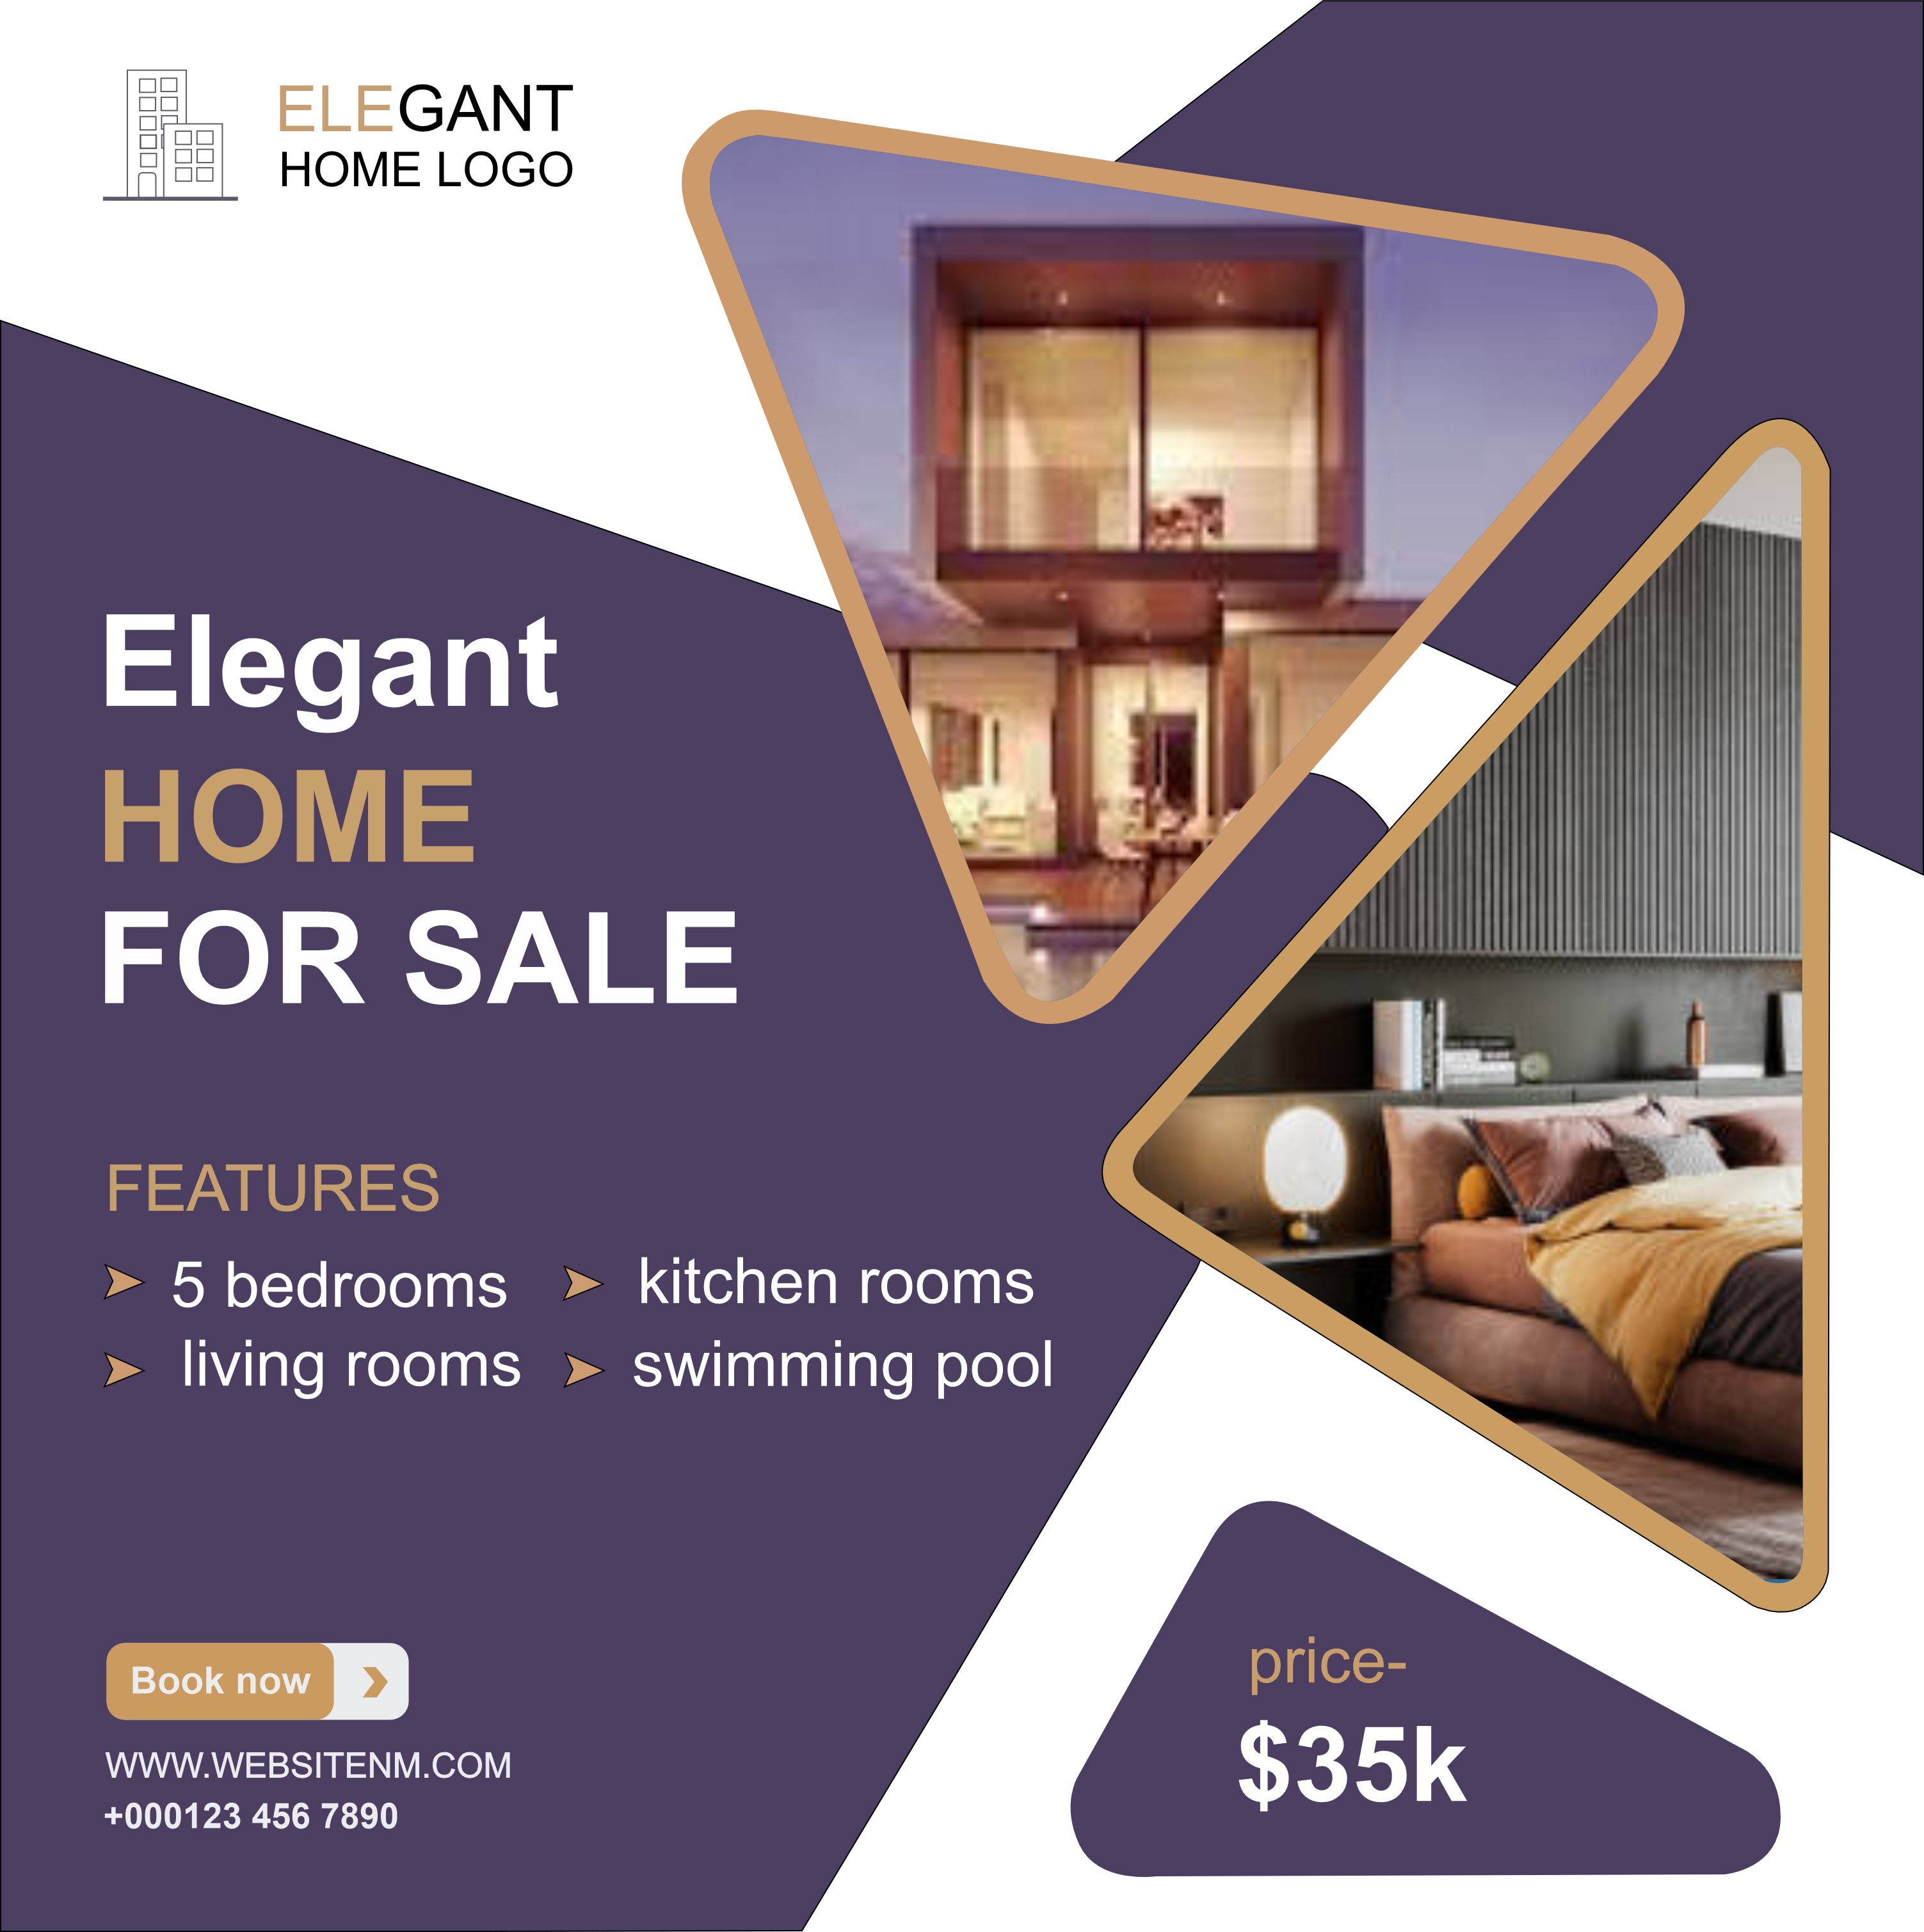 ELEGANT
HOME LOGO
Elegant
HOME
FOR SALE
FEATURES
5 bedrooms
kitchen rooms
living rooms
swimming pool
Book now
WWW.WEBSITENM.COM
+000123 456 7890
price-
$35k